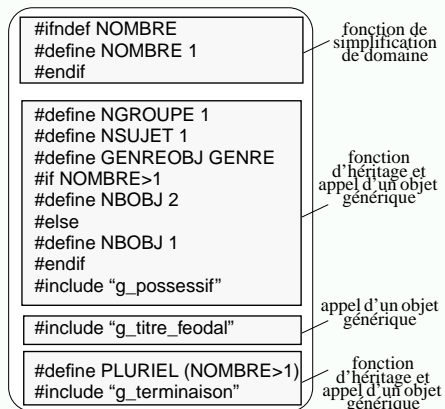 #ifndef NOMBRE
#define NOMBRE 1
#endif
fonction de
simplification
de domaine
#define NGROUPE 1
#define NSUJET 1
#define GENREOBJ GENRE
#if NOMBRE>1
#define NBOBJ 2
#else
#define NBOBJ 1
#endif
#include “g_possessif”
fonction
d’héritage et
appel d’un objet
générique
#include “g_titre_feodal”
appel d’un objet
générique
#define PLURIEL (NOMBRE>1)
#include “g_terminaison”
fonction
d’héritage et
appel d’un objet
générique